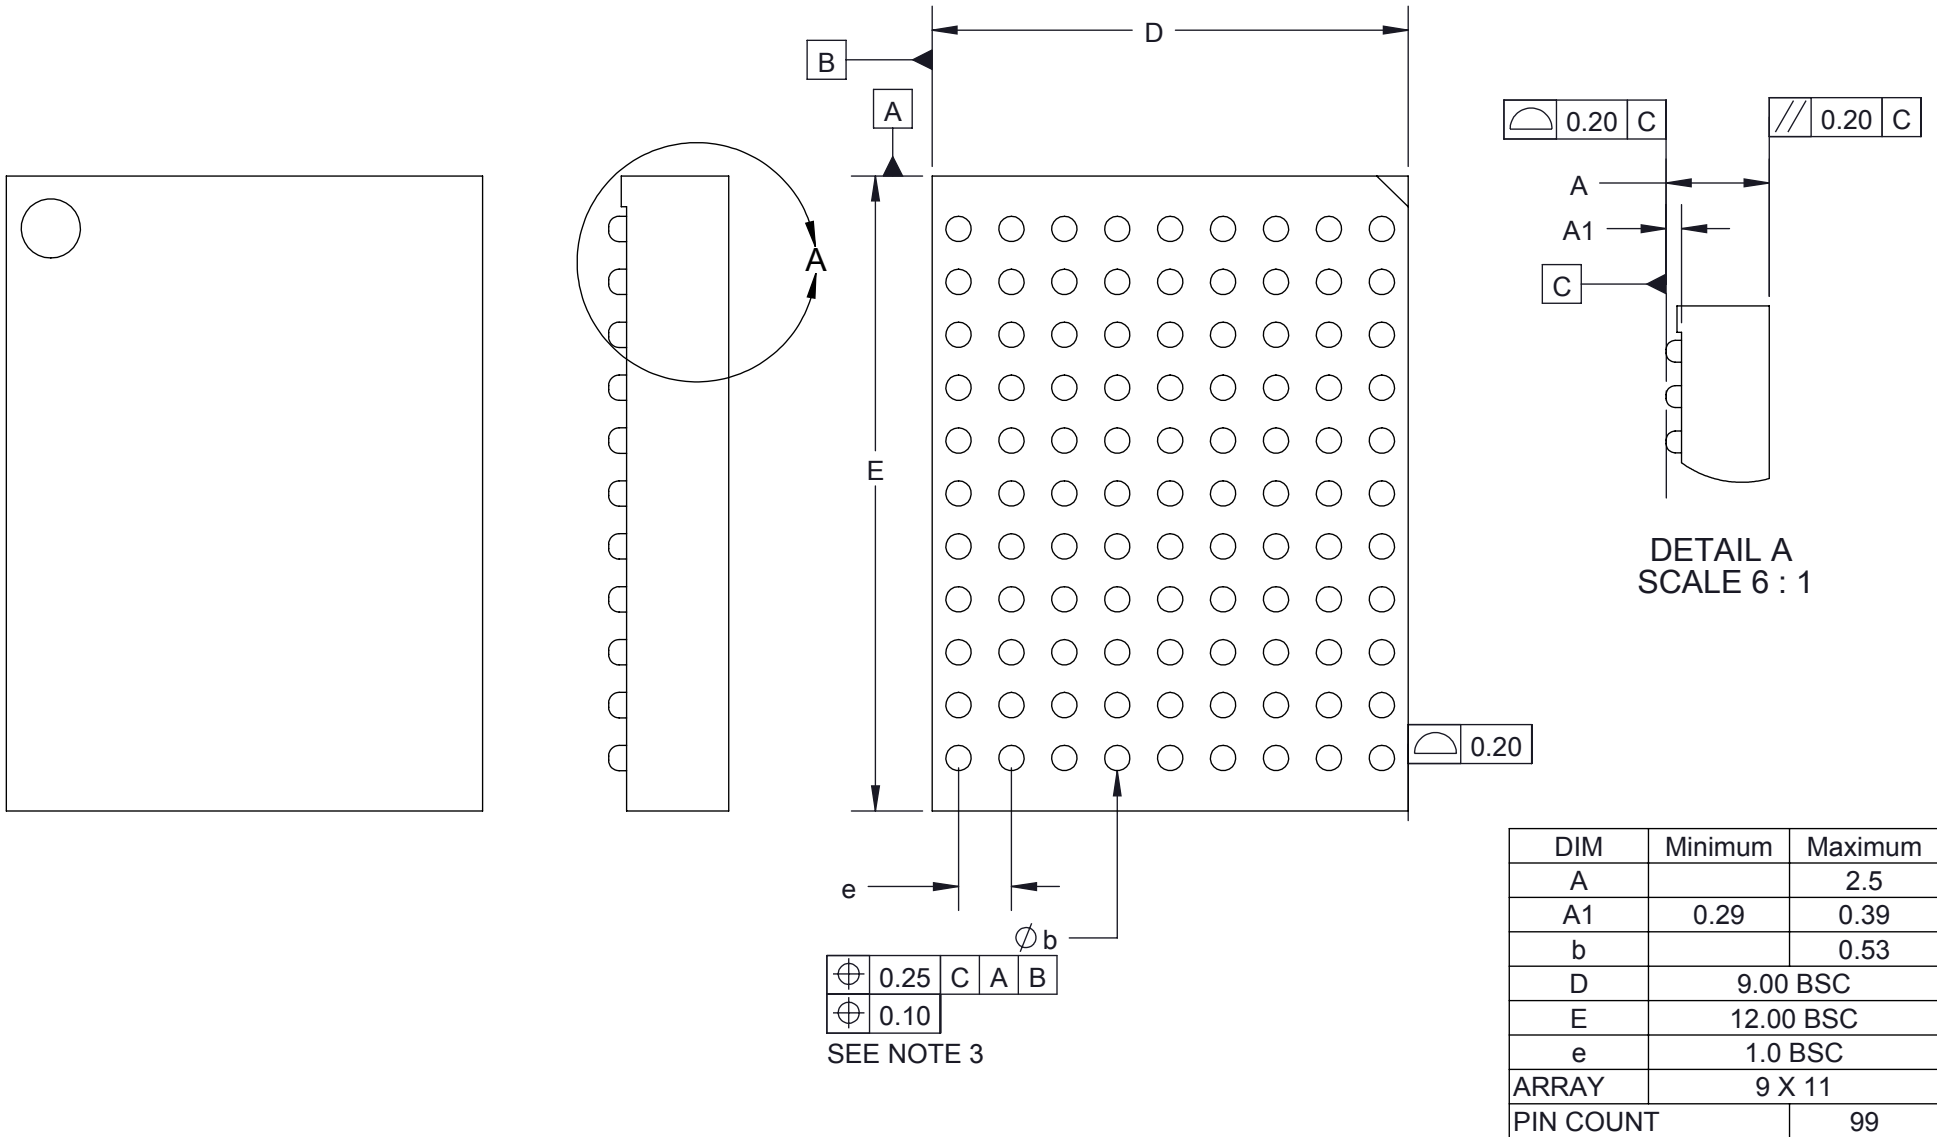 D
B
A
0.20 C
0.20 C
A
A1
A
C
E
DETAIL A
SCALE 6 : 1
0.20
e
b
0.25 C A B
0.10
SEE NOTE 3
DIM Minimum Maximum
A 2.5
A1 0.29 0.39
b 0.53
D 9.00 BSC
E 12.00 BSC
e 1.0 BSC
ARRAY 9 X 11
PIN COUNT 99